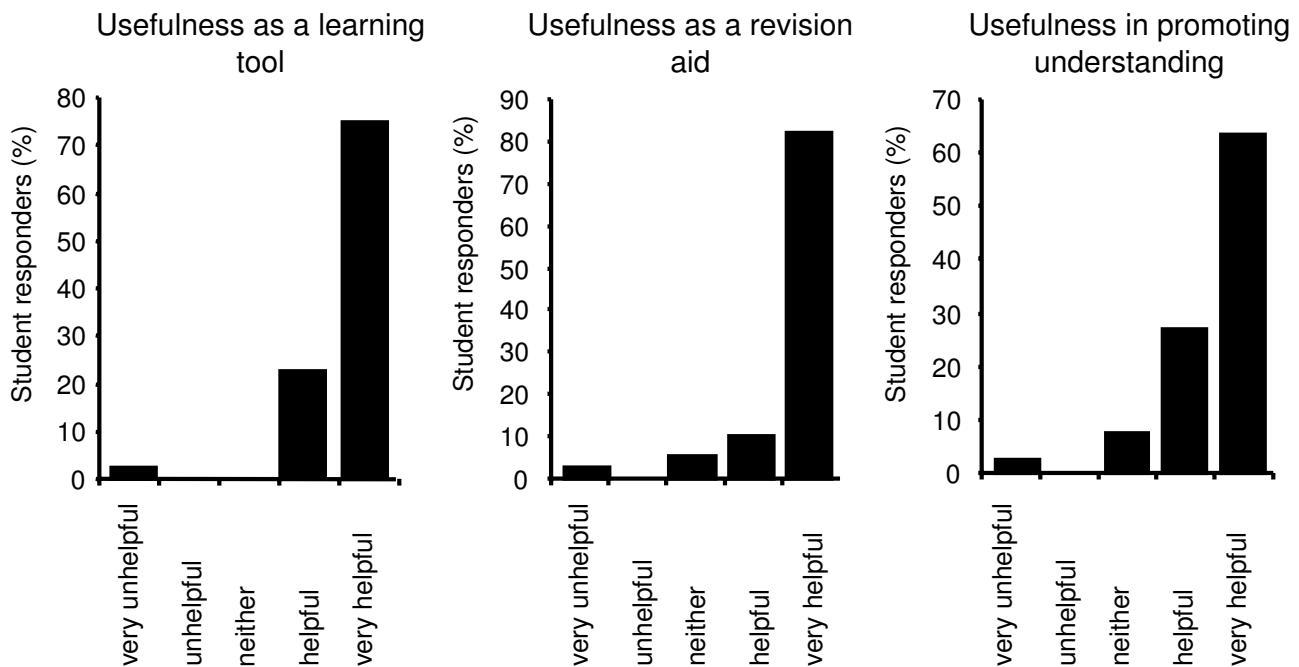 Usefulness as a learning
tool
Student responders (%)
80
70
60
50
40
30
20
10
0
very unhelpful
unhelpful
neither
helpful
very helpful
Usefulness as a revision
aid
Student responders (%)
90
80
70
60
50
40
30
20
10
0
very unhelpful
unhelpful
neither
helpful
very helpful
Usefulness in promoting
understanding
Student responders (%)
70
60
50
40
30
20
10
0
very unhelpful
unhelpful
neither
helpful
very helpful